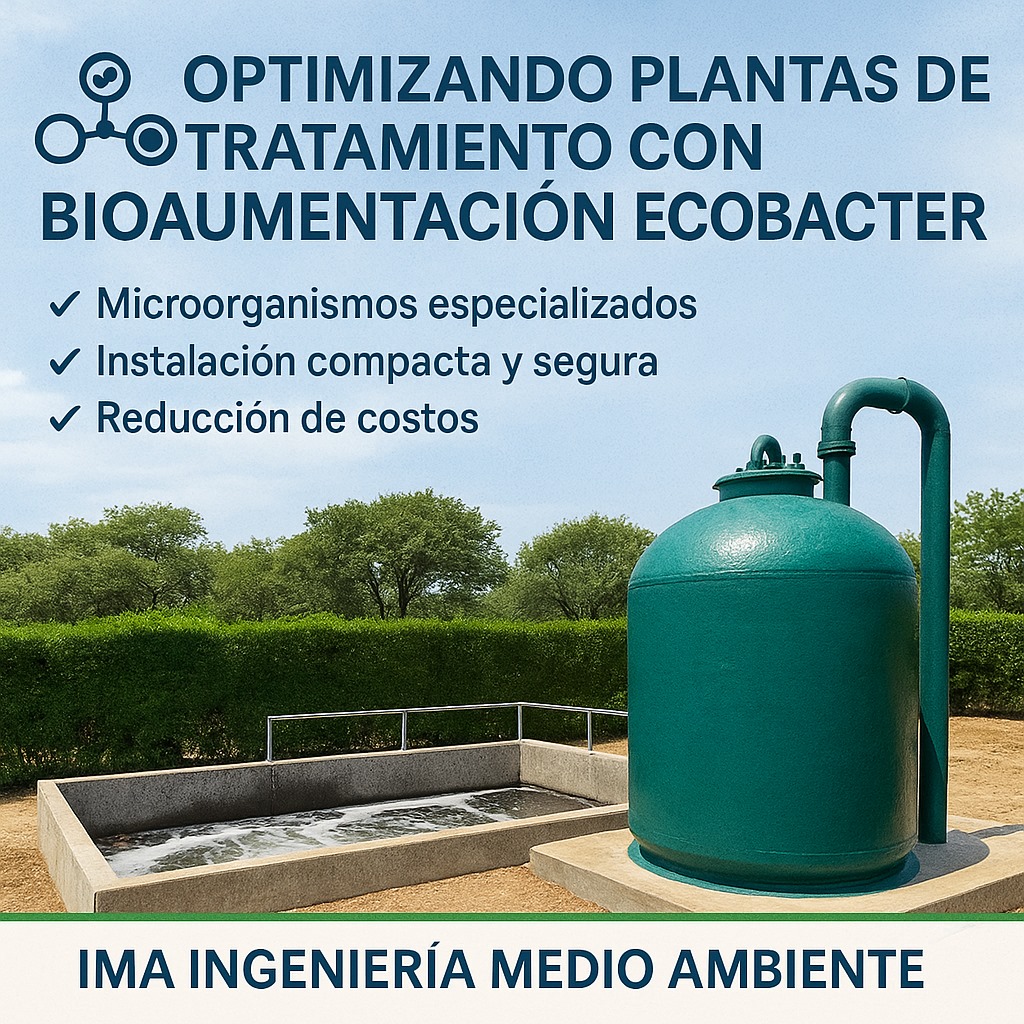 OPTIMIZANDO PLANTAS DE
TRATAMIENTO CON
BIOAUMENTACIÓN ECOBACTER
✓ Microorganismos especializados
✓ Instalación compacta y segura
✓ Reducción de costos
IMA INGENIERÍA MEDIO AMBIENTE